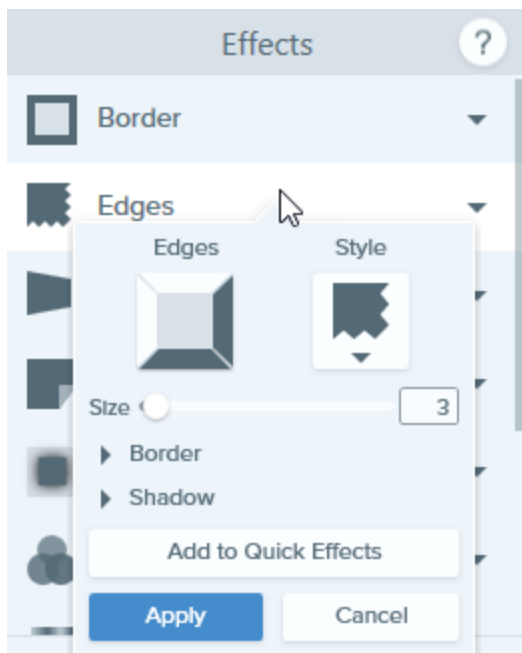 Effects ?
Border
Edges
Edges Style
Size 3
Border
Shadow
Add to Quick Effects
Apply Cancel